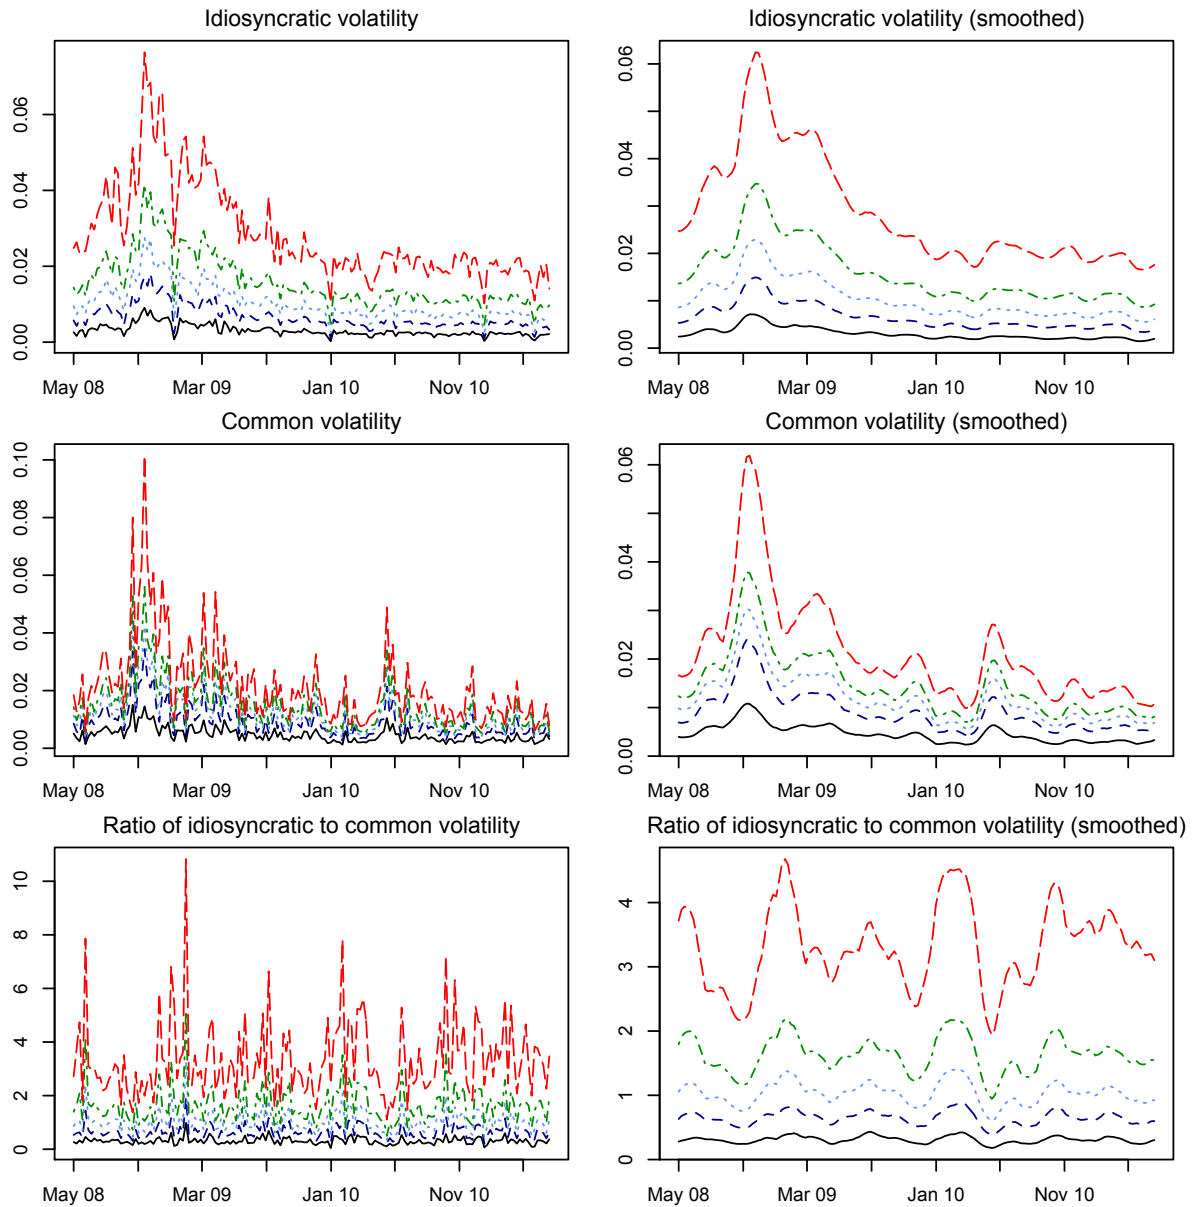 Idiosyncratic volatility
0.06
0.04
0.02
0.00
May 08 Mar 09 Jan 10 Nov 10
Idiosyncratic volatility (smoothed)
0.06
0.04
0.02
0.00
May 08 Mar 09 Jan 10 Nov 10
Common volatility
0.10
0.08
0.06
0.04
0.02
0.00
May 08 Mar 09 Jan 10 Nov 10
Common volatility (smoothed)
0.06
0.04
0.02
0.00
May 08 Mar 09 Jan 10 Nov 10
Ratio of idiosyncratic to common volatility
10
8
6
4
2
0
May 08 Mar 09 Jan 10 Nov 10
Ratio of idiosyncratic to common volatility (smoothed)
4
3
2
1
0
May 08 Mar 09 Jan 10 Nov 10